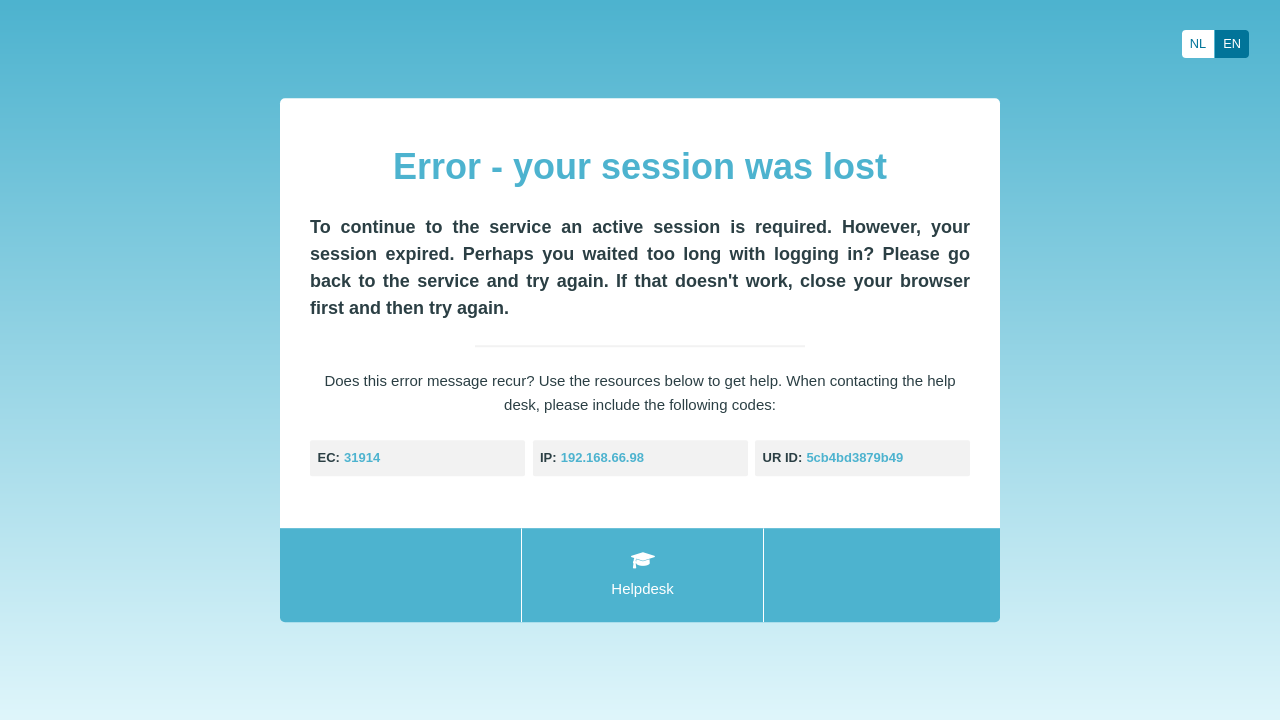 NL EN
Error - your session was lost
To continue to the service an active session is required. However, your
session expired. Perhaps you waited too long with logging in? Please go
back to the service and try again. If that doesn't work, close your browser
first and then try again.
Does this error message recur? Use the resources below to get help. When contacting the help
desk, please include the following codes:
EC: 31914 IP: 192.168.66.98 UR ID: 5cb4bd3879b49
Helpdesk